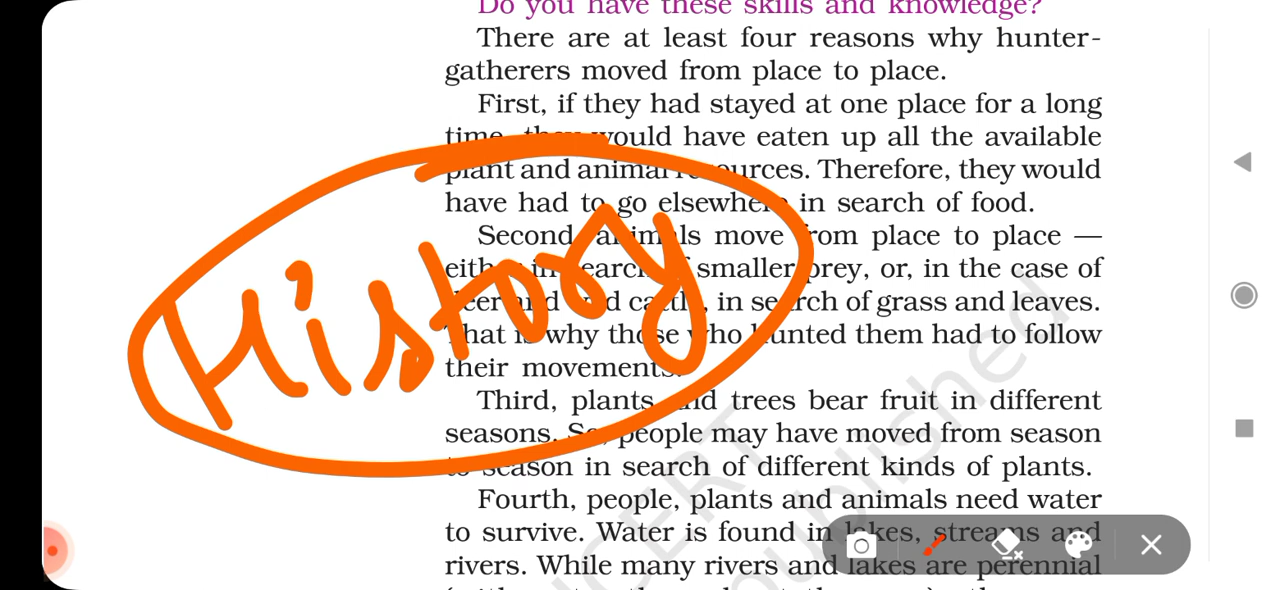 Do you have these skills and knowledge?
There are at least four reasons why hunter-
gatherers moved from place to place.
First, if they had stayed at one place for a long
time, they would have eaten up all the available
plant and animal resources. Therefore, they would
have had to go elsewhere in search of food.
Second, animals move from place to place —
either in search of smaller prey, or, in the case of
deer and wild cattle, in search of grass and leaves.
That is why those who hunted them had to follow
their movements.
Third, plants and trees bear fruit in different
seasons. So, people may have moved from season
to season in search of different kinds of plants.
Fourth, people, plants and animals need water
to survive. Water is found in lakes, streams and
rivers. While many rivers and lakes are perennial
History